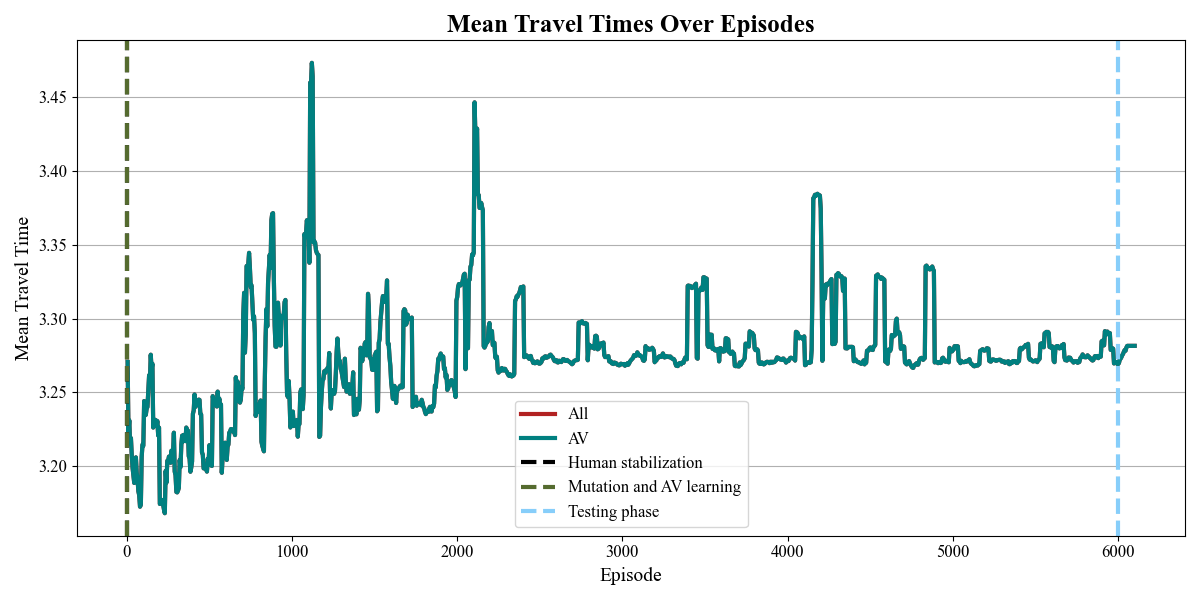 Mean Travel Times Over Episodes
Mean Travel Time
3.45
3.40
3.35
3.30
3.25
3.20
All
AV
Human stabilization
Mutation and AV learning
Testing phase
0 1000 2000 3000 4000 5000 6000
Episode